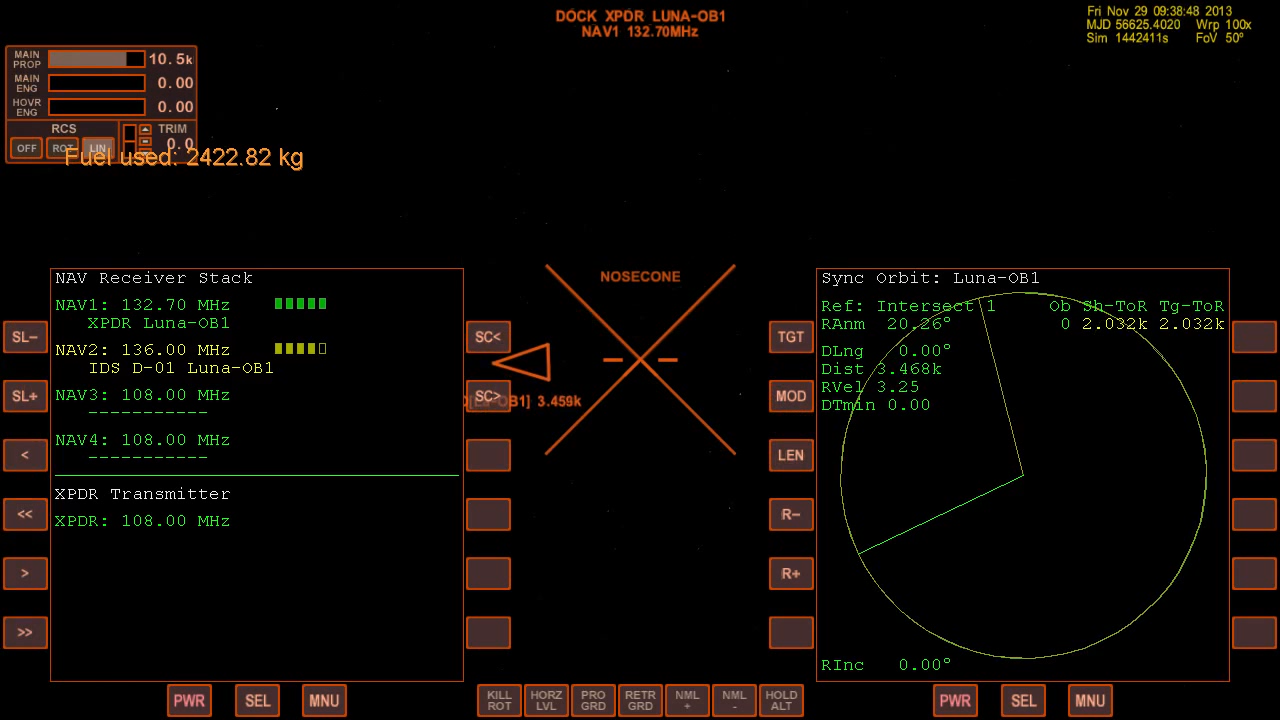 DOCK XPDR LUNA-OB1
NAV1 132.70MHz
Fri Nov 29 09:38:48 2013
MJD 56625.4020 Wrp 100x
Sim 1442411s FoV 50°
MAIN PROP 10.5k
MAIN ENG 0.00
HOVR ENG 0.00
RCS TRIM
OFF ROT LIN 0.0
Fuel used: 2422.82 kg
NOSECONE
NAV Receiver Stack
NAV1: 132.70 MHz
XPDR Luna-OB1
NAV2: 136.00 MHz
IDS D-01 Luna-OB1
NAV3: 108.00 MHz
-----------
NAV4: 108.00 MHz
-----------
XPDR Transmitter
XPDR: 108.00 MHz
SL-
SL+
<
<<
>
>>
SC<
SC>
OB1] 3.459k
PWR SEL MNU
KILL ROT
HORZ LVL
PRO GRD
RETR GRD
NML +
NML -
HOLD ALT
TGT
MOD
LEN
R-
R+
Sync Orbit: Luna-OB1
Ref: Intersect 1 Ob Sh-ToR Tg-ToR
RAnm 20.26° 0 2.032k 2.032k
DLng 0.00°
Dist 3.468k
RVel 3.25
DTmin 0.00
RInc 0.00°
PWR SEL MNU